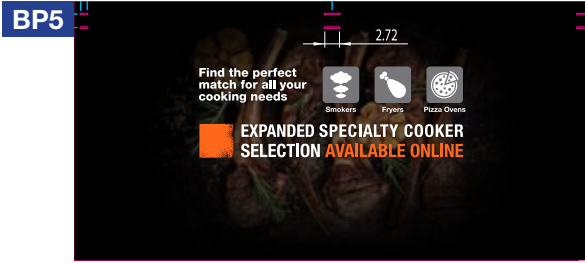 BP5
2.72
Find the perfect
match for all your
cooking needs
Smokers Fryers Pizza Ovens
EXPANDED SPECIALTY COOKER
SELECTION AVAILABLE ONLINE